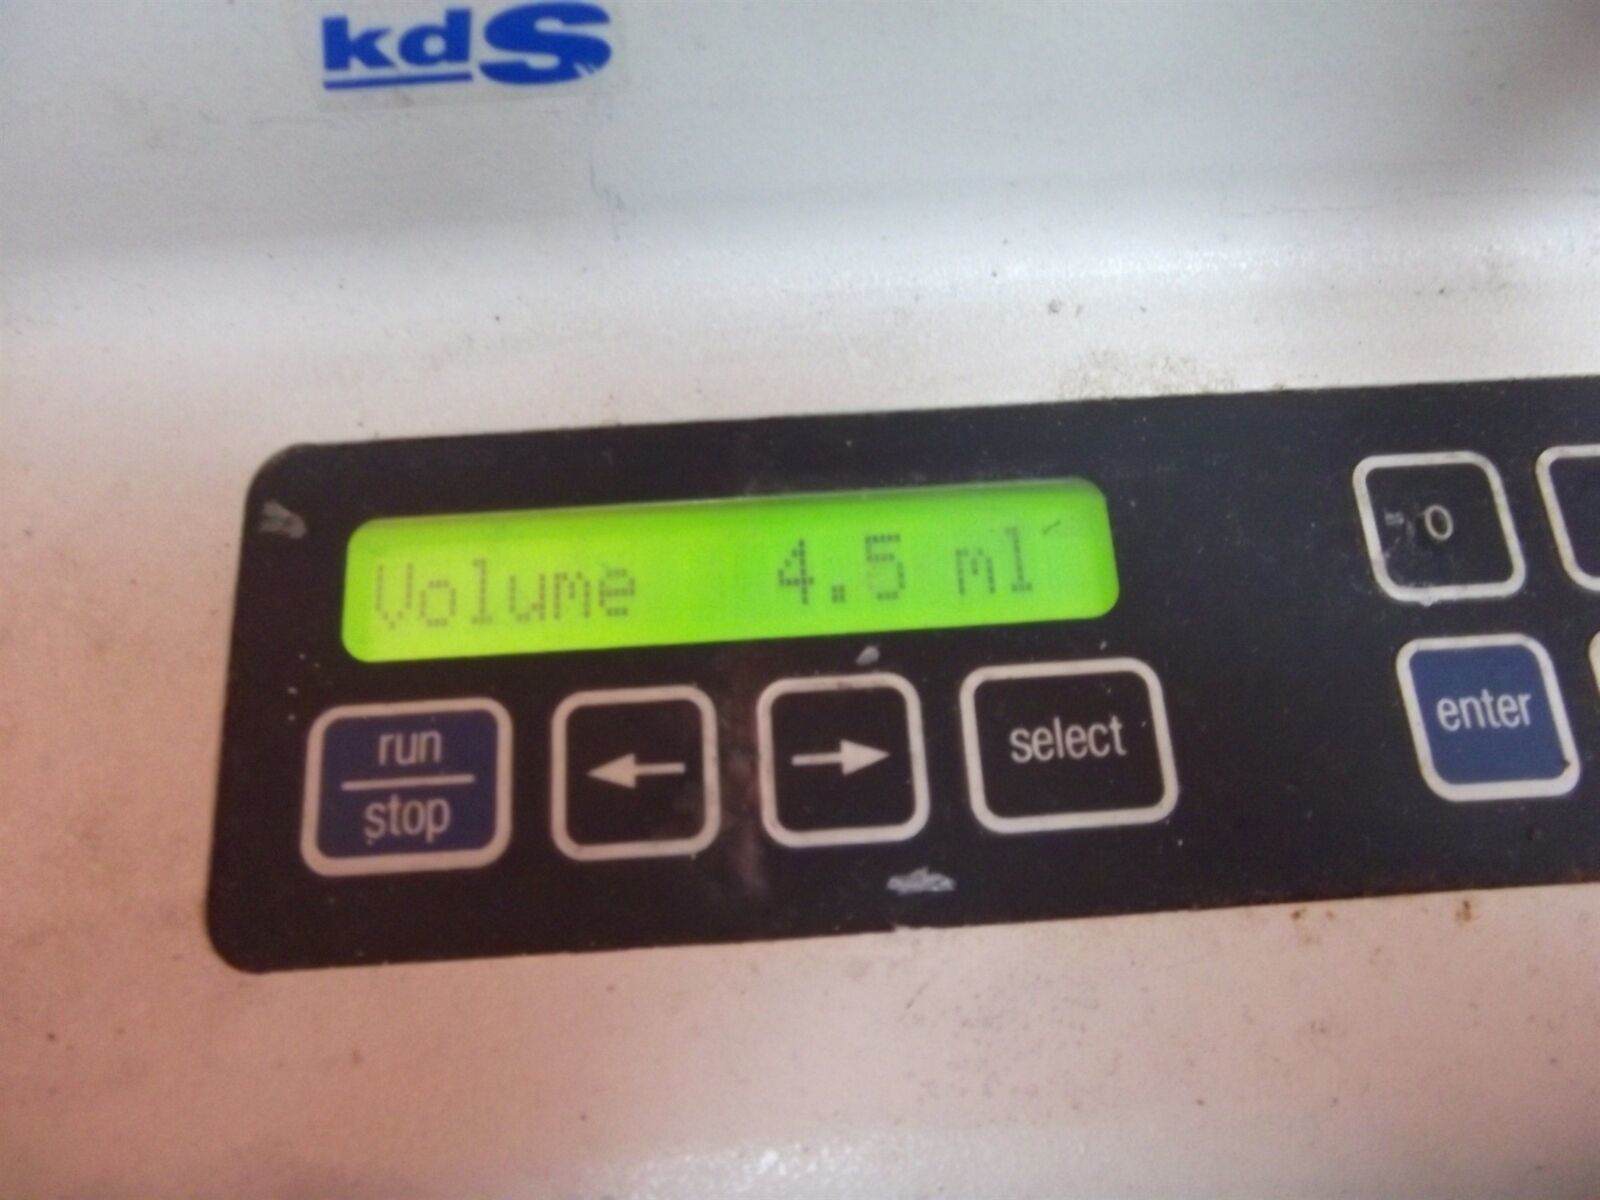 kdS
Volume 4.5 ml
run
stop
select
0
enter